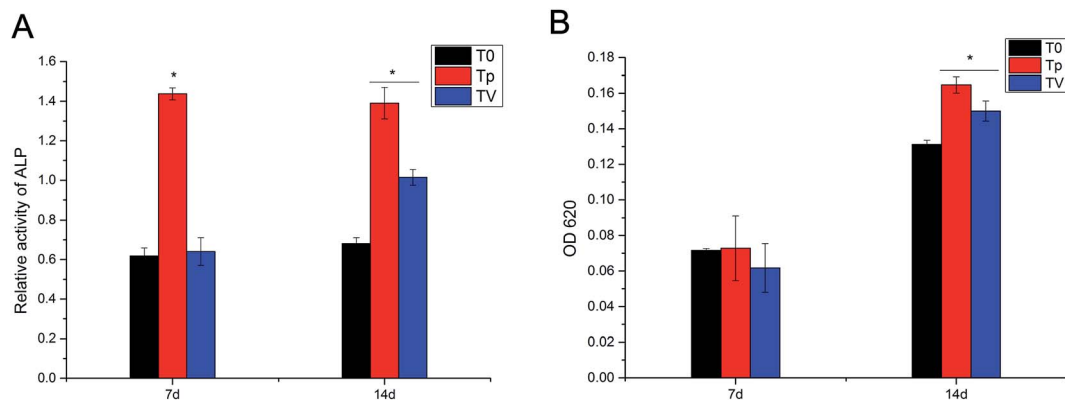 A
T0
Tp
TV
Relative activity of ALP
1.6
1.4
1.2
1.0
0.8
0.6
0.4
0.2
0.0
*
*
7d
14d
B
T0
Tp
TV
OD 620
0.18
0.16
0.14
0.12
0.10
0.08
0.06
0.04
0.02
0.00
*
7d
14d